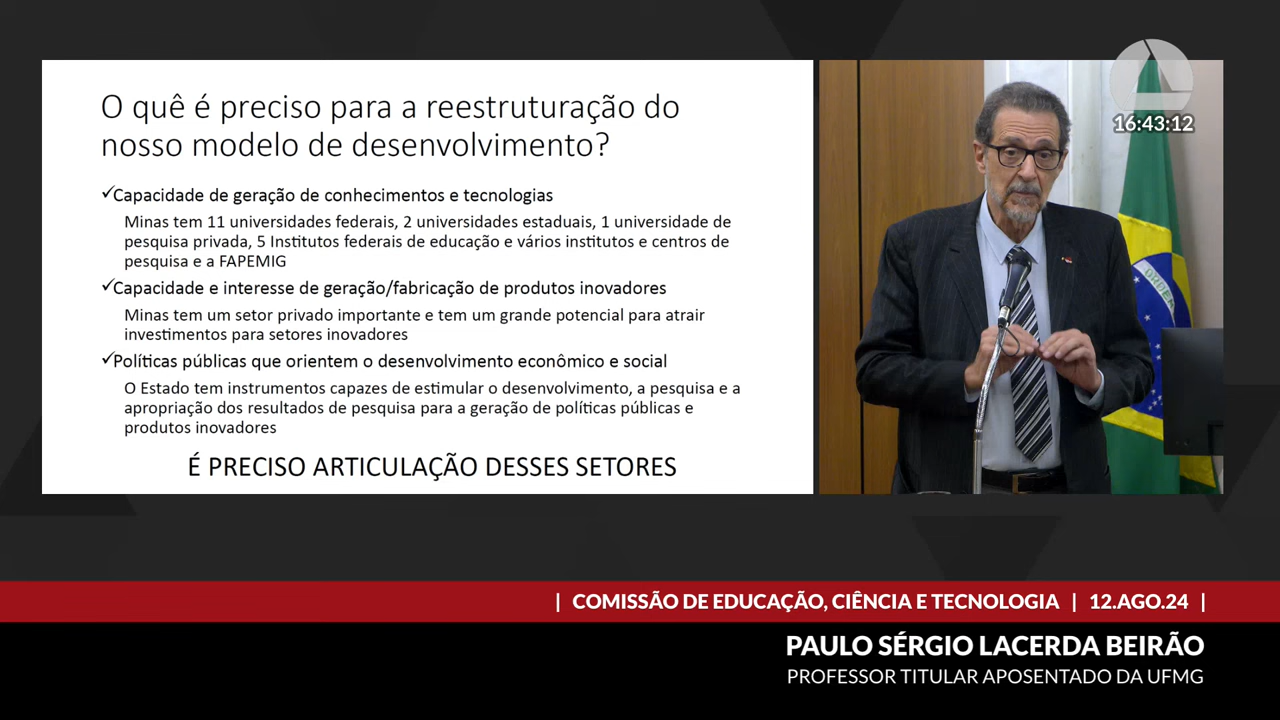 O quê é preciso para a reestruturação do
nosso modelo de desenvolvimento?
✓Capacidade de geração de conhecimentos e tecnologias
Minas tem 11 universidades federais, 2 universidades estaduais, 1 universidade de
pesquisa privada, 5 Institutos federais de educação e vários institutos e centros de
pesquisa e a FAPEMIG
✓Capacidade e interesse de geração/fabricação de produtos inovadores
Minas tem um setor privado importante e tem um grande potencial para atrair
investimentos para setores inovadores
✓Políticas públicas que orientem o desenvolvimento econômico e social
O Estado tem instrumentos capazes de estimular o desenvolvimento, a pesquisa e a
apropriação dos resultados de pesquisa para a geração de políticas públicas e
produtos inovadores
É PRECISO ARTICULAÇÃO DESSES SETORES
16:43:12
ORDEM
| COMISSÃO DE EDUCAÇÃO, CIÊNCIA E TECNOLOGIA | 12.AGO.24 |
PAULO SÉRGIO LACERDA BEIRÃO
PROFESSOR TITULAR APOSENTADO DA UFMG